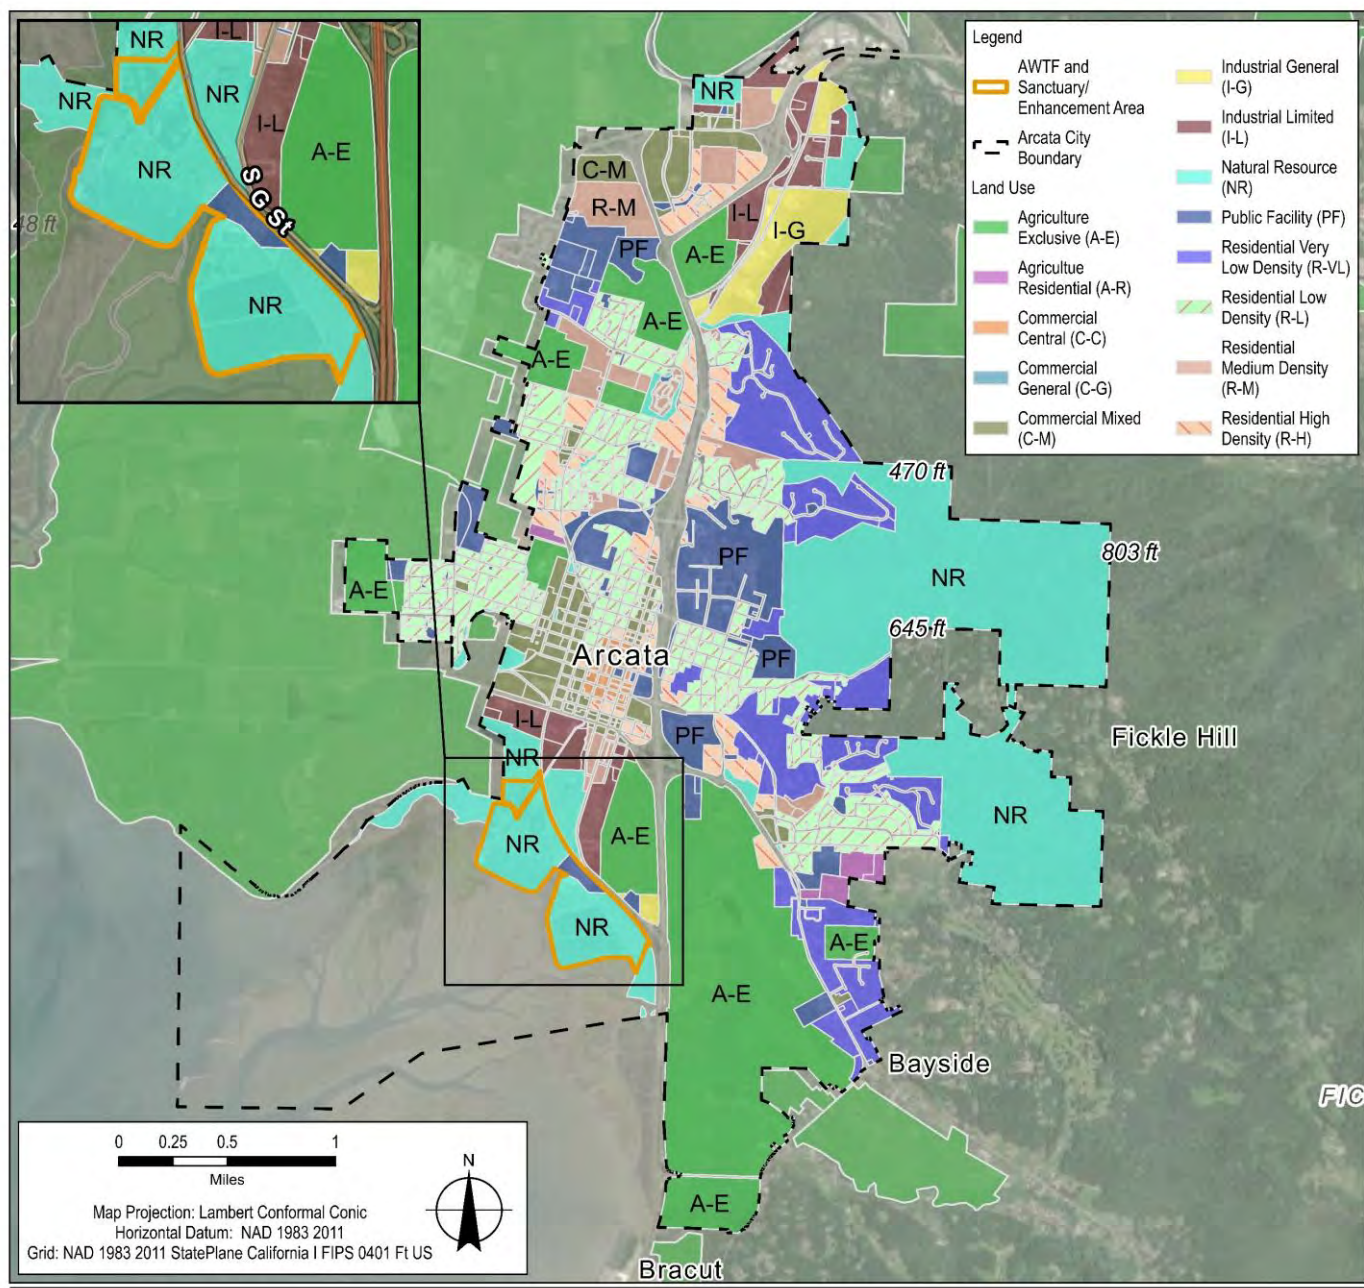 NR
I-L
NR
NR
I-L
A-E
NR
S G St
48 ft
NR
Legend
AWTF and
Sanctuary/
Enhancement Area
Arcata City
Boundary
Land Use
Agriculture
Exclusive (A-E)
Agricultue
Residential (A-R)
Commercial
Central (C-C)
Commercial
General (C-G)
Commercial Mixed
(C-M)
Industrial General
(I-G)
Industrial Limited
(I-L)
Natural Resource
(NR)
Public Facility (PF)
Residential Very
Low Density (R-VL)
Residential Low
Density (R-L)
Residential
Medium Density
(R-M)
Residential High
Density (R-H)
NR
C-M
R-M
I-L
I-G
PF
A-E
A-E
A-E
470 ft
803 ft
PF
NR
A-E
645 ft
Arcata
PF
I-L
PF
Fickle Hill
NR
NR
NR
A-E
NR
A-E
A-E
Bayside
FIC
A-E
Bracut
0 0.25 0.5 1
Miles
N
Map Projection: Lambert Conformal Conic
Horizontal Datum: NAD 1983 2011
Grid: NAD 1983 2011 StatePlane California I FIPS 0401 Ft US